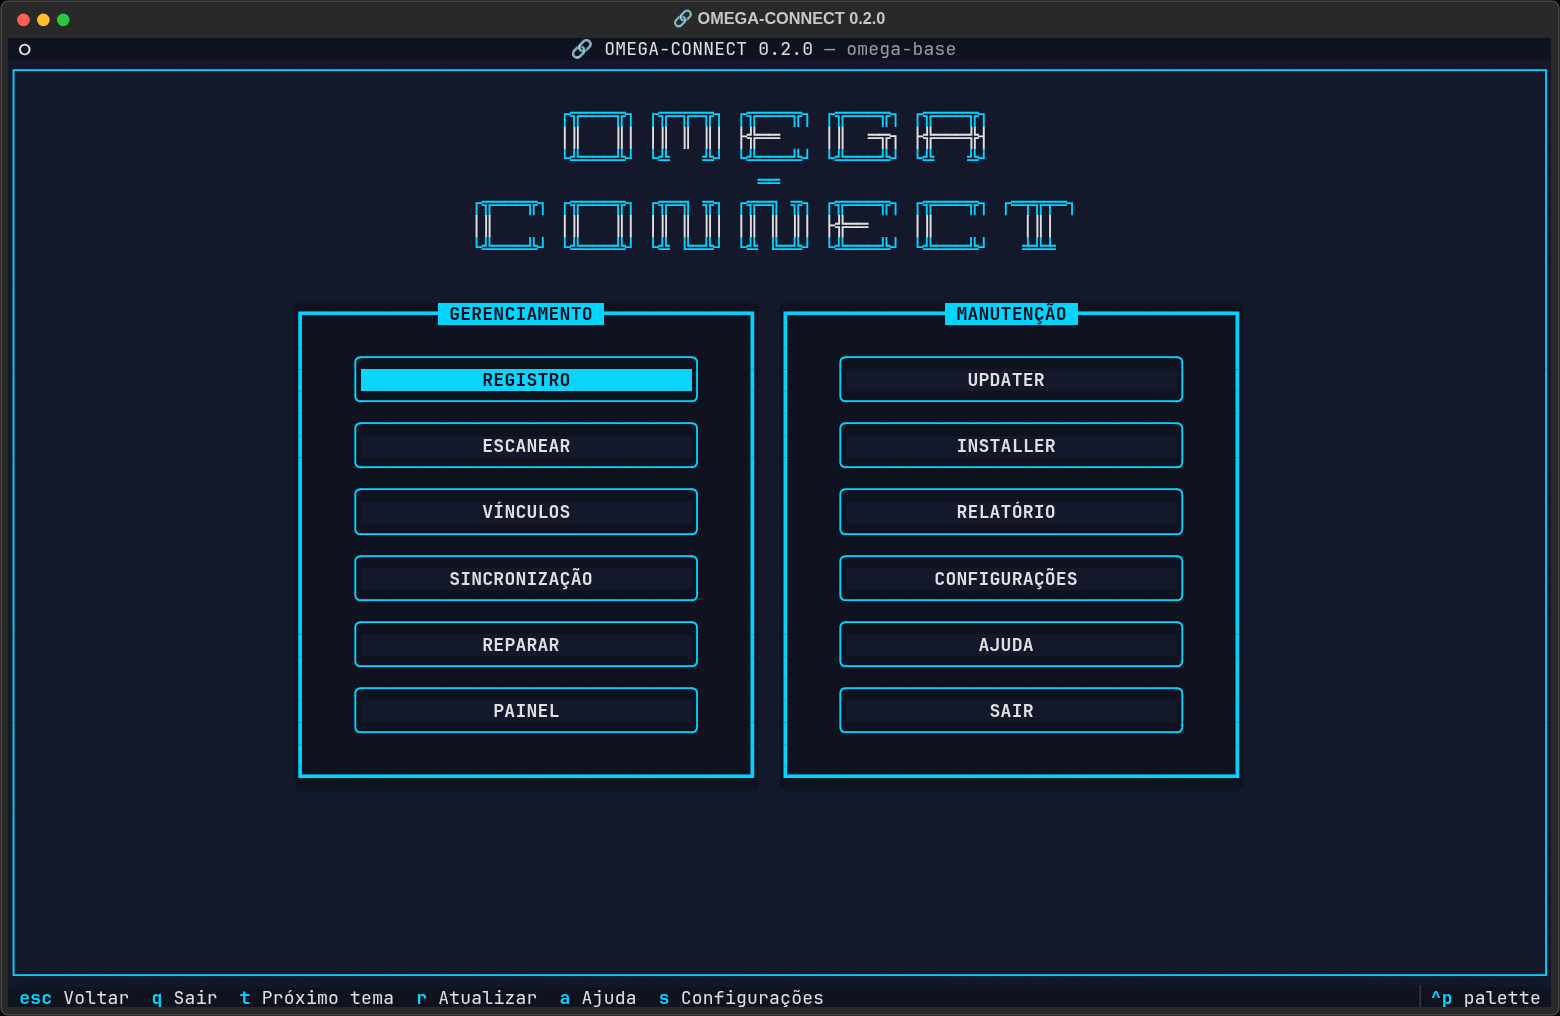 🔗 OMEGA-CONNECT 0.2.0
🔗 OMEGA-CONNECT 0.2.0 — omega-base
OMEGA
-
CONNECT
GERENCIAMENTO
REGISTRO
ESCANEAR
VÍNCULOS
SINCRONIZAÇÃO
REPARAR
PAINEL
MANUTENÇÃO
UPDATER
INSTALLER
RELATÓRIO
CONFIGURAÇÕES
AJUDA
SAIR
esc Voltar q Sair t Próximo tema r Atualizar a Ajuda s Configurações ^p palette